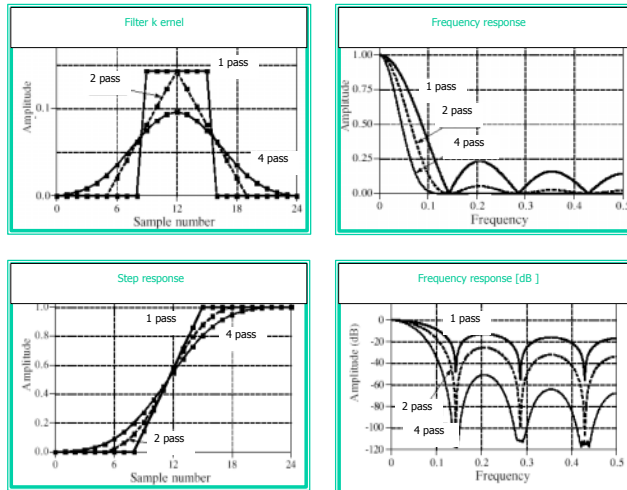 Filter k ernel
1 pass
2 pass
4 pass
0.1
0.0
0 6 12 18 24
Amplitude
Sample number
Frequency response
1.00
0.75
0.50
0.25
0.00
1 pass
2 pass
4 pass
0 0.1 0.2 0.3 0.4 0.5
Amplitude
Frequency
Step response
1.0
0.8
0.6
0.4
0.2
0.0
1 pass
4 pass
2 pass
0 6 12 18 24
Amplitude
Sample number
Frequency response [dB ]
0
-20
-40
-60
-80
-100
-120
1 pass
2 pass
4 pass
0 0.1 0.2 0.3 0.4 0.5
Amplitude (dB)
Frequency